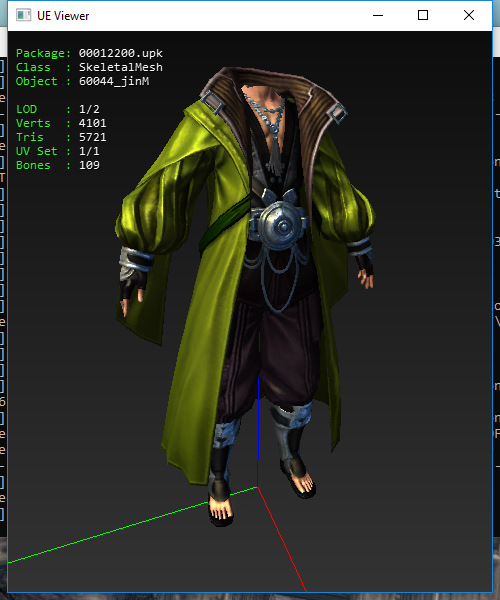 UE Viewer
Package: 00012200.upk
Class : SkeletalMesh
Object : 60044_jinM
LOD : 1/2
Verts : 4101
Tris : 5721
UV Set : 1/1
Bones : 109